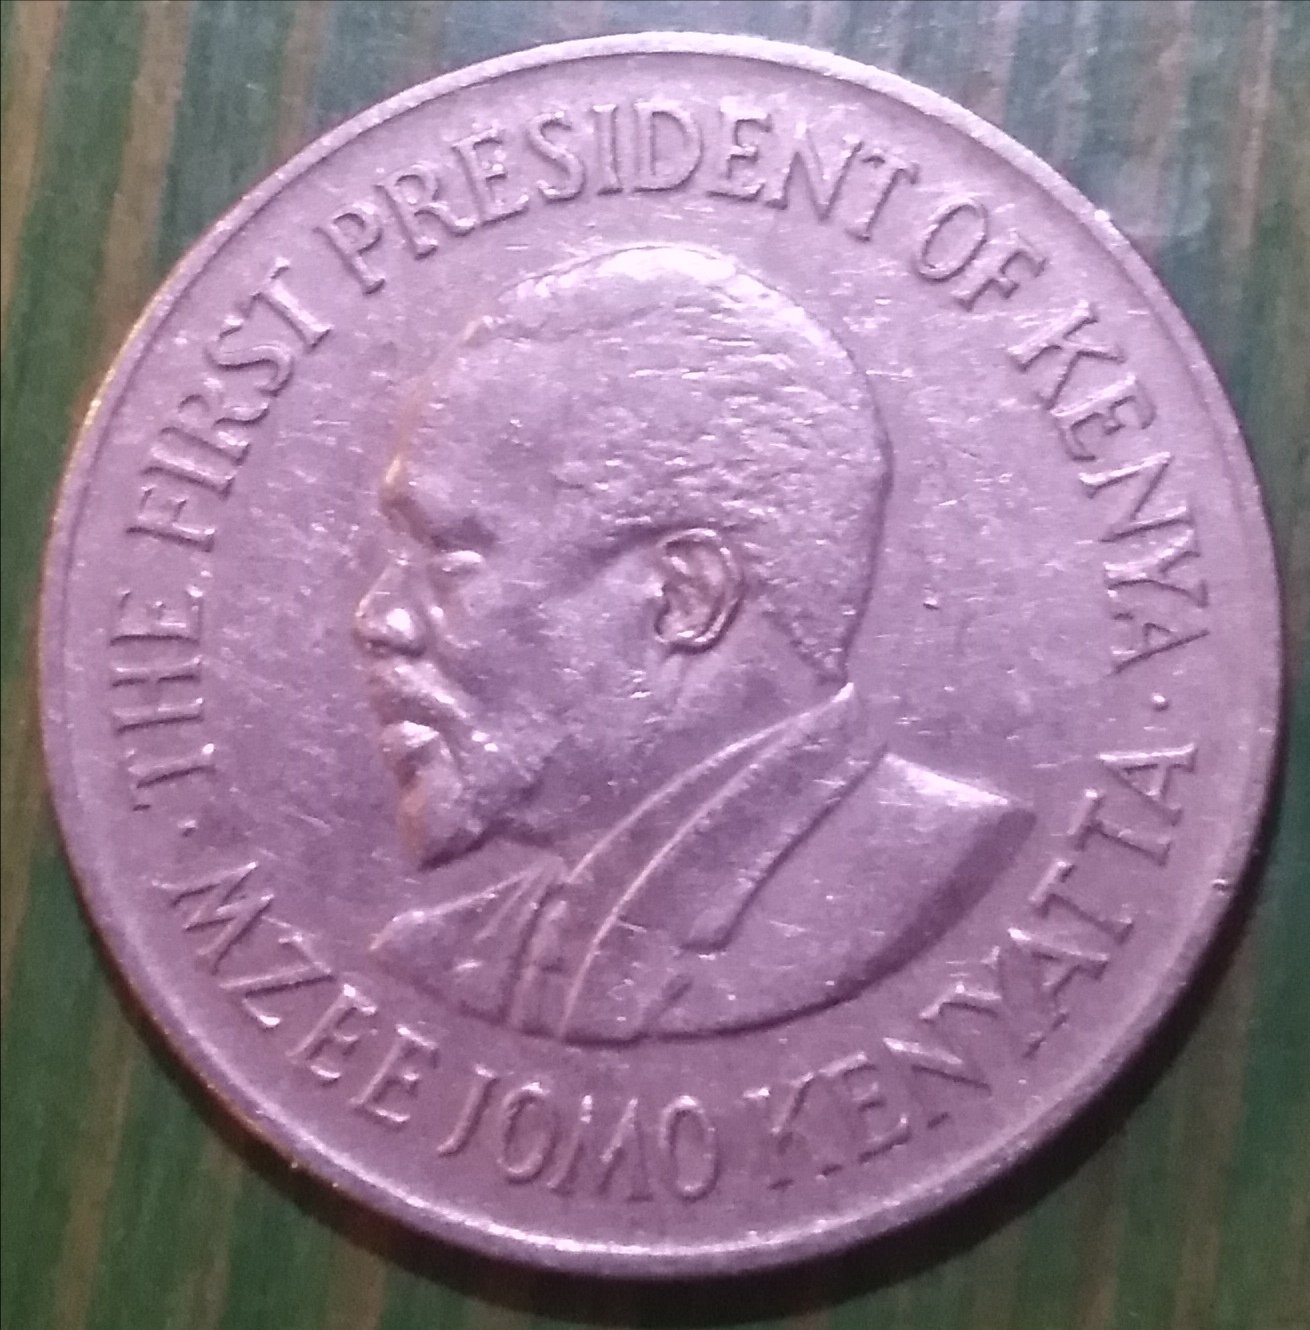 THE FIRST PRESIDENT OF KENYA
· MZEE JOMO KENYATTA ·